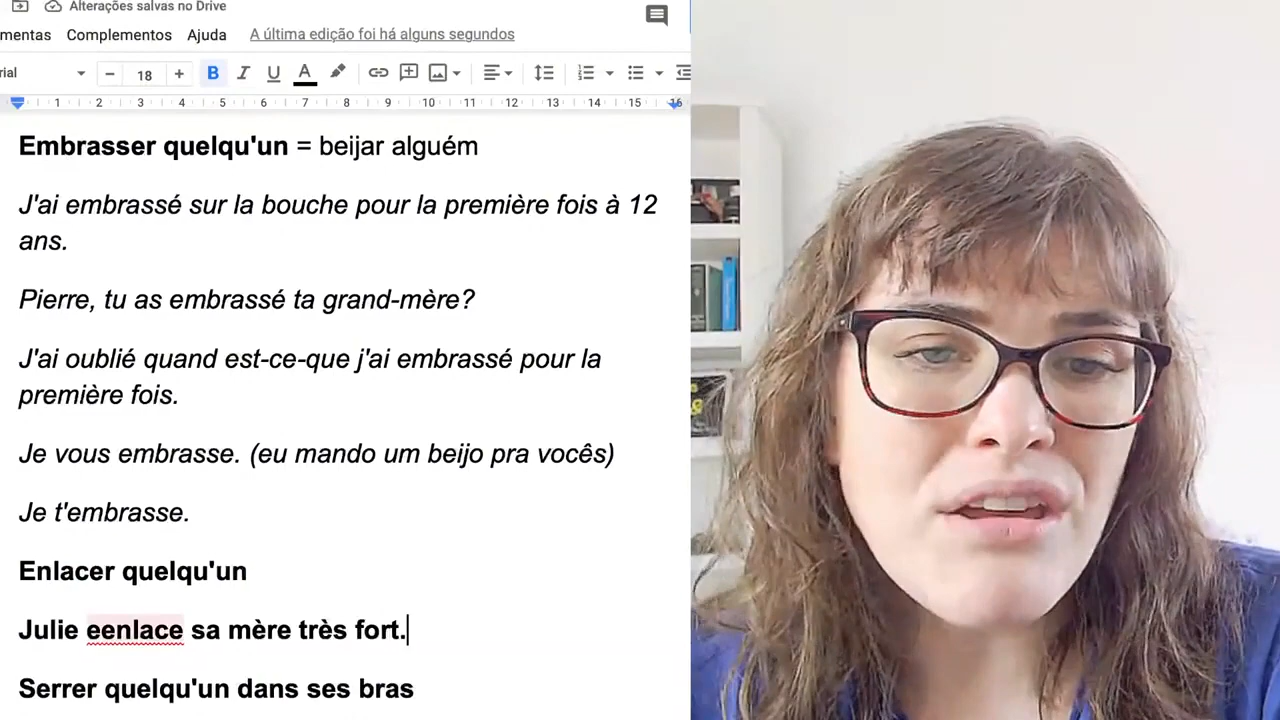 Alterações salvas no Drive
mentas Complementos Ajuda A última edição foi há alguns segundos
rial 18 B I U A
1 2 3 4 5 6 7 8 9 10 11 12 13 14 15 16
Embrasser quelqu'un = beijar alguém
J'ai embrassé sur la bouche pour la première fois à 12
ans.
Pierre, tu as embrassé ta grand-mère?
J'ai oublié quand est-ce-que j'ai embrassé pour la
première fois.
Je vous embrasse. (eu mando um beijo pra vocês)
Je t'embrasse.
Enlacer quelqu'un
Julie eenlace sa mère très fort.
Serrer quelqu'un dans ses bras